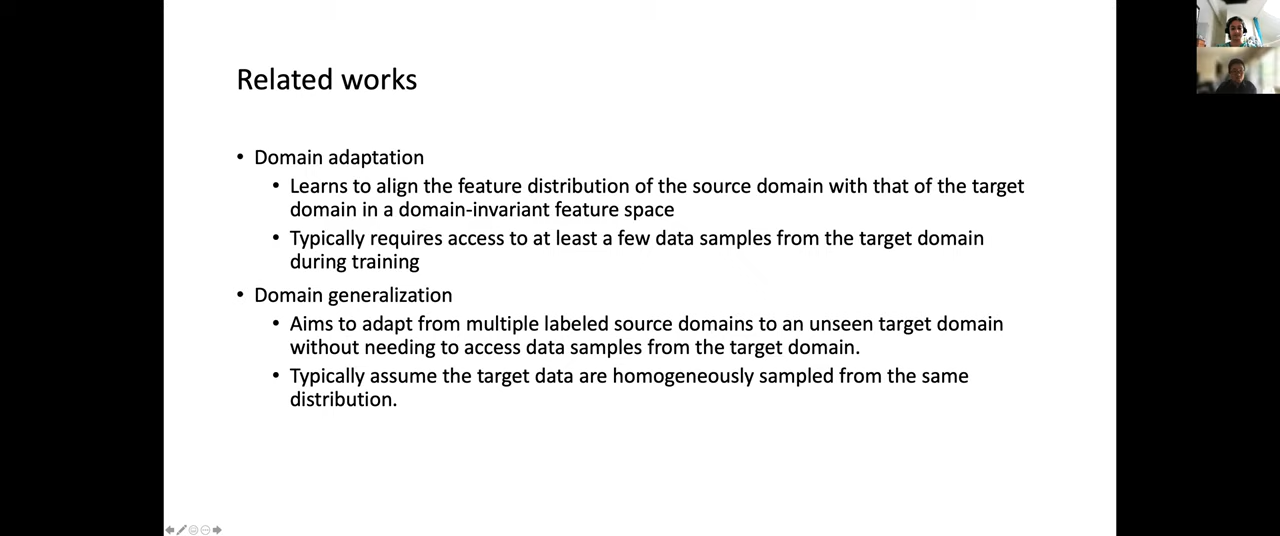 Related works
• Domain adaptation
• Learns to align the feature distribution of the source domain with that of the target
domain in a domain-invariant feature space
• Typically requires access to at least a few data samples from the target domain
during training
• Domain generalization
• Aims to adapt from multiple labeled source domains to an unseen target domain
without needing to access data samples from the target domain.
• Typically assume the target data are homogeneously sampled from the same
distribution.